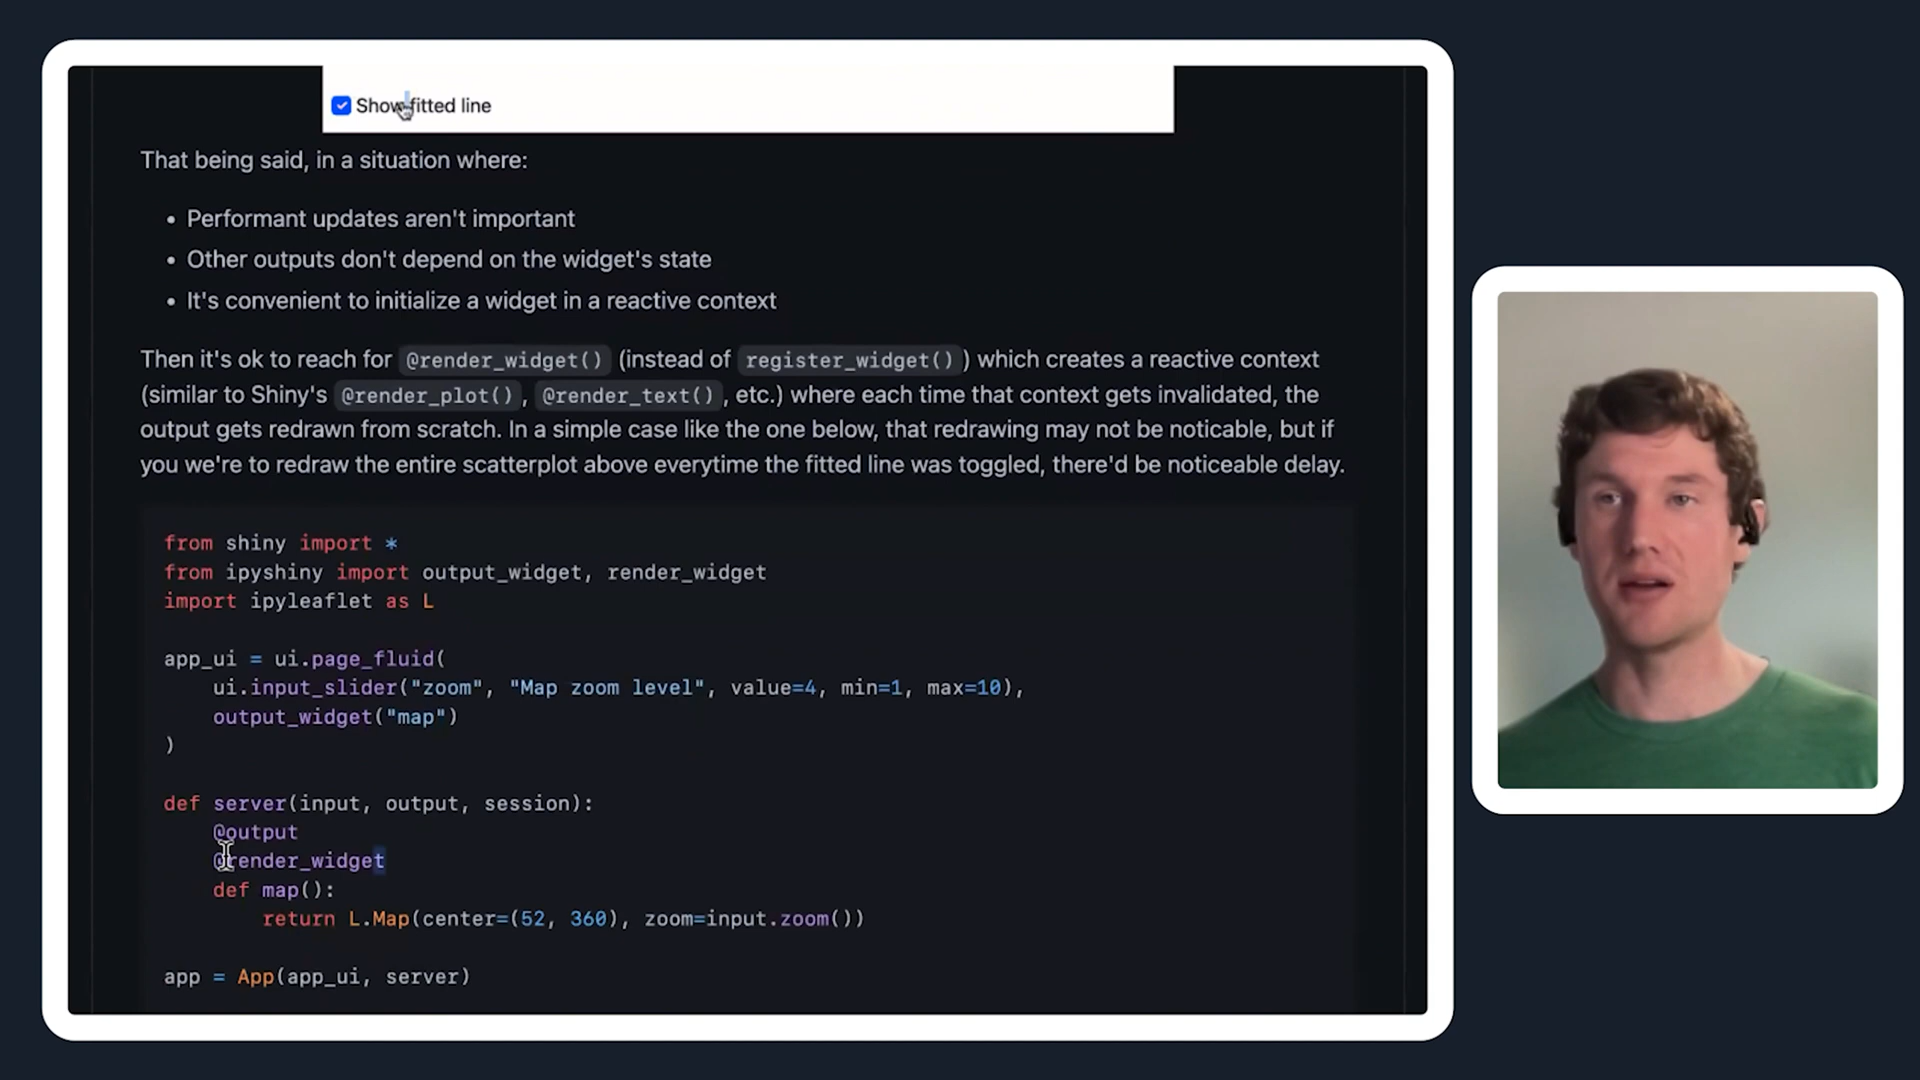 Show fitted line
That being said, in a situation where:
• Performant updates aren't important
• Other outputs don't depend on the widget's state
• It's convenient to initialize a widget in a reactive context
Then it's ok to reach for @render_widget() (instead of register_widget()) which creates a reactive context
(similar to Shiny's @render_plot(), @render_text(), etc.) where each time that context gets invalidated, the
output gets redrawn from scratch. In a simple case like the one below, that redrawing may not be noticable, but if
you we're to redraw the entire scatterplot above everytime the fitted line was toggled, there'd be noticeable delay.
from shiny import *
from ipyshiny import output_widget, render_widget
import ipyleaflet as L
app_ui = ui.page_fluid(
    ui.input_slider("zoom", "Map zoom level", value=4, min=1, max=10),
    output_widget("map")
)
def server(input, output, session):
    @output
    @render_widget
    def map():
        return L.Map(center=(52, 360), zoom=input.zoom())
app = App(app_ui, server)